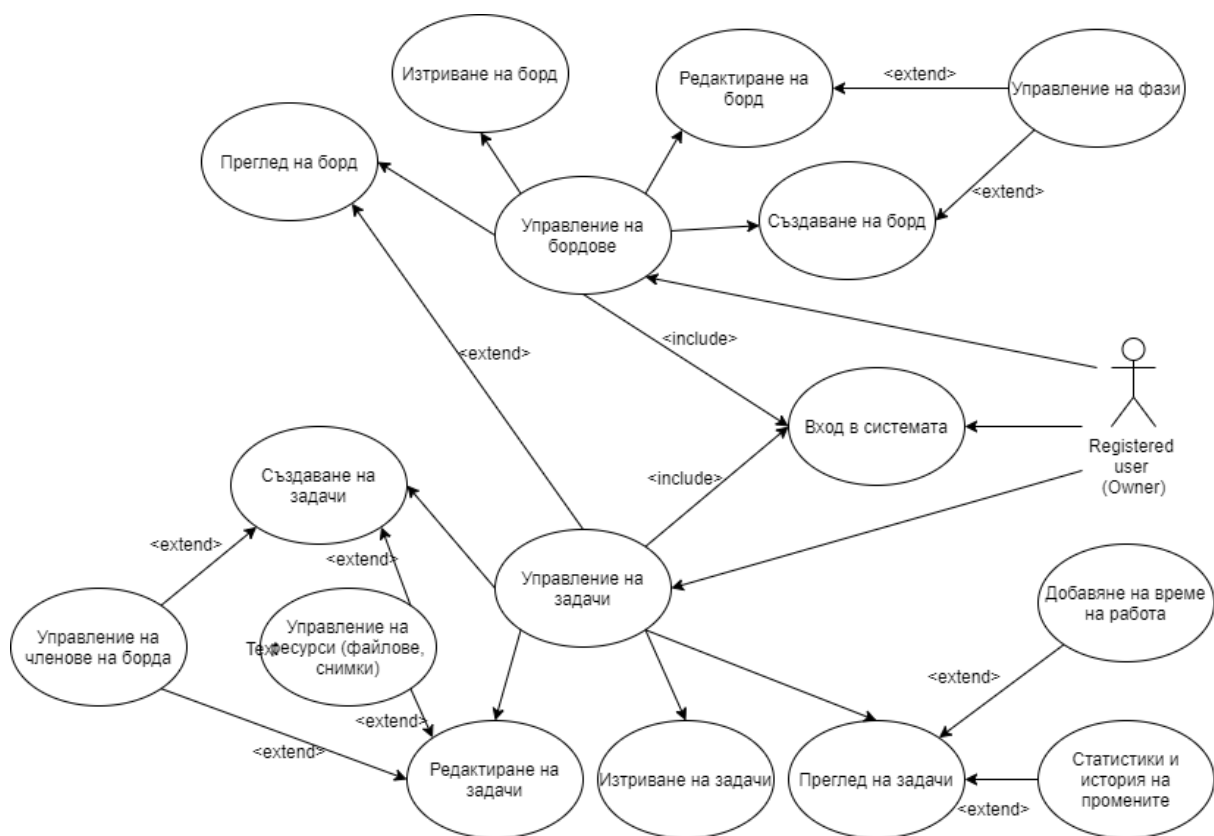 Изтриване на борд
Редактиране на
борд
<extend>
Управление на фази
Преглед на борд
<extend>
Управление на
бордове
Създаване на борд
<include>
<extend>
Вход в системата
Registered
user
(Owner)
Създаване на
задачи
<include>
<extend>
<extend>
Управление на
задачи
Добавяне на време
на работа
Управление на
членове на борда
Text
Управление на
ресурси (файлове,
снимки)
<extend>
<extend>
<extend>
Редактиране на
задачи
Изтриване на задачи
Преглед на задачи
Статистики и
история на
промените
<extend>